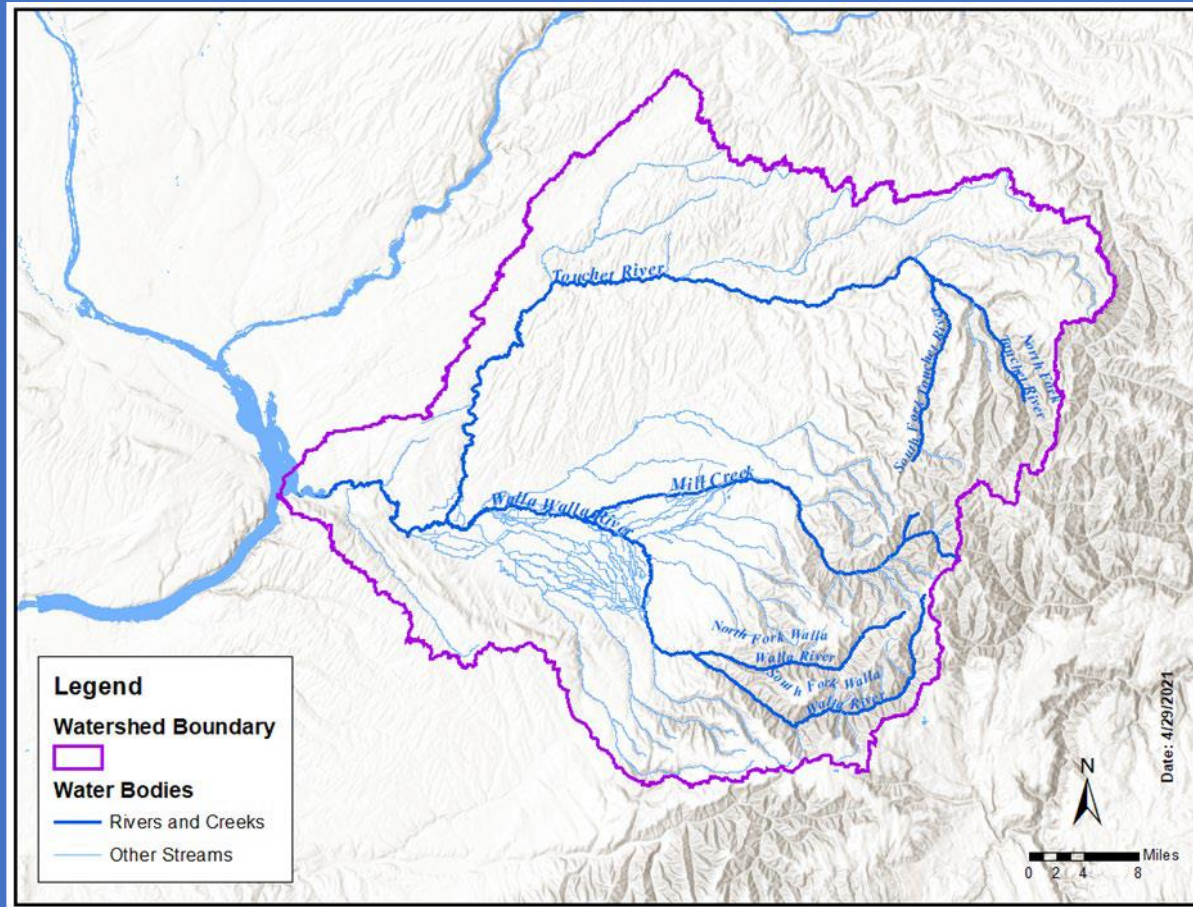 Touchet River
South Fork Touchet River
North Fork
Touchet River
Mill Creek
Walla Walla River
North Fork Walla
Walla River
South Fork Walla
Walla River
Legend
Watershed Boundary
Water Bodies
Rivers and Creeks
Other Streams
Date: 4/29/2021
N
Miles
0 2 4 8